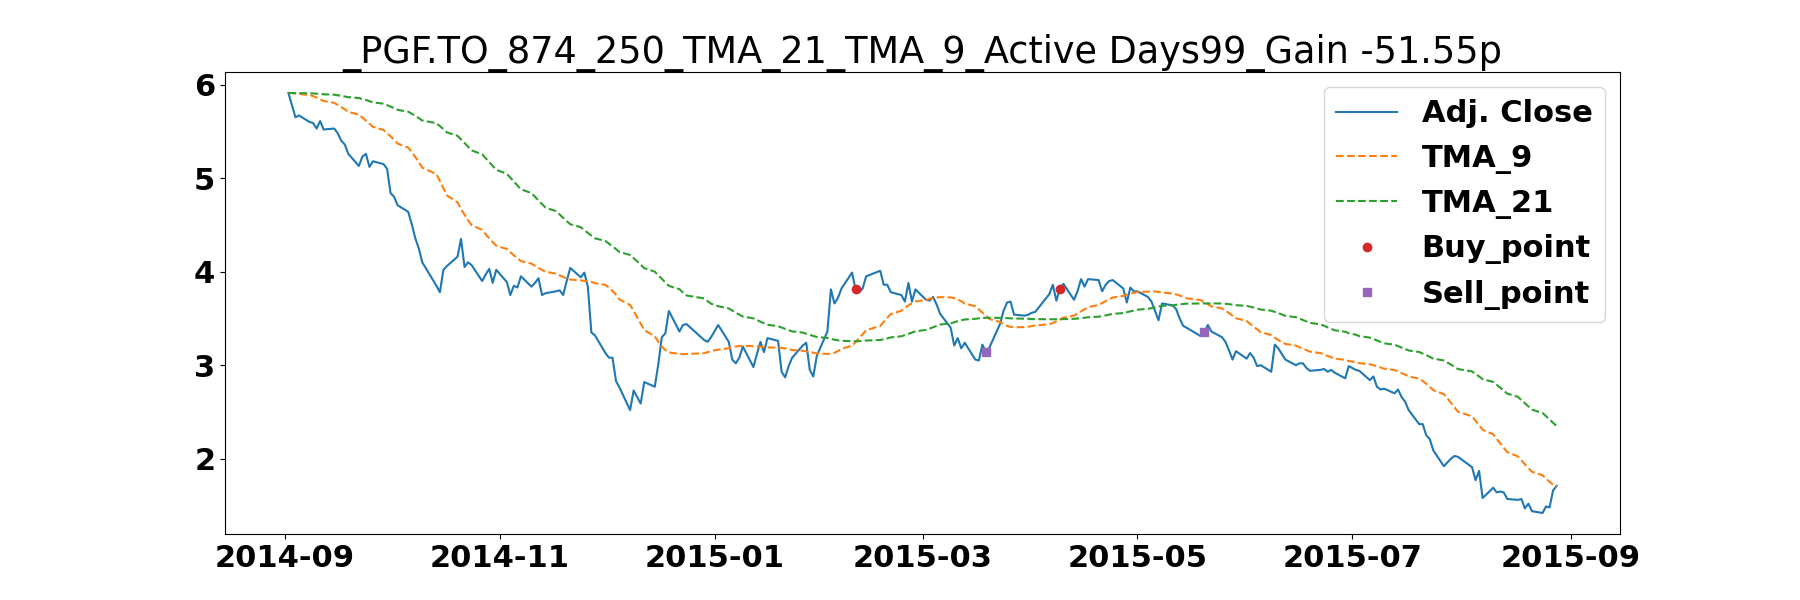 _PGF.TO_874_250_TMA_21_TMA_9_Active Days99_Gain -51.55p
6
5
4
3
2
Adj. Close
TMA_9
TMA_21
Buy_point
Sell_point
2014-09 2014-11 2015-01 2015-03 2015-05 2015-07 2015-09